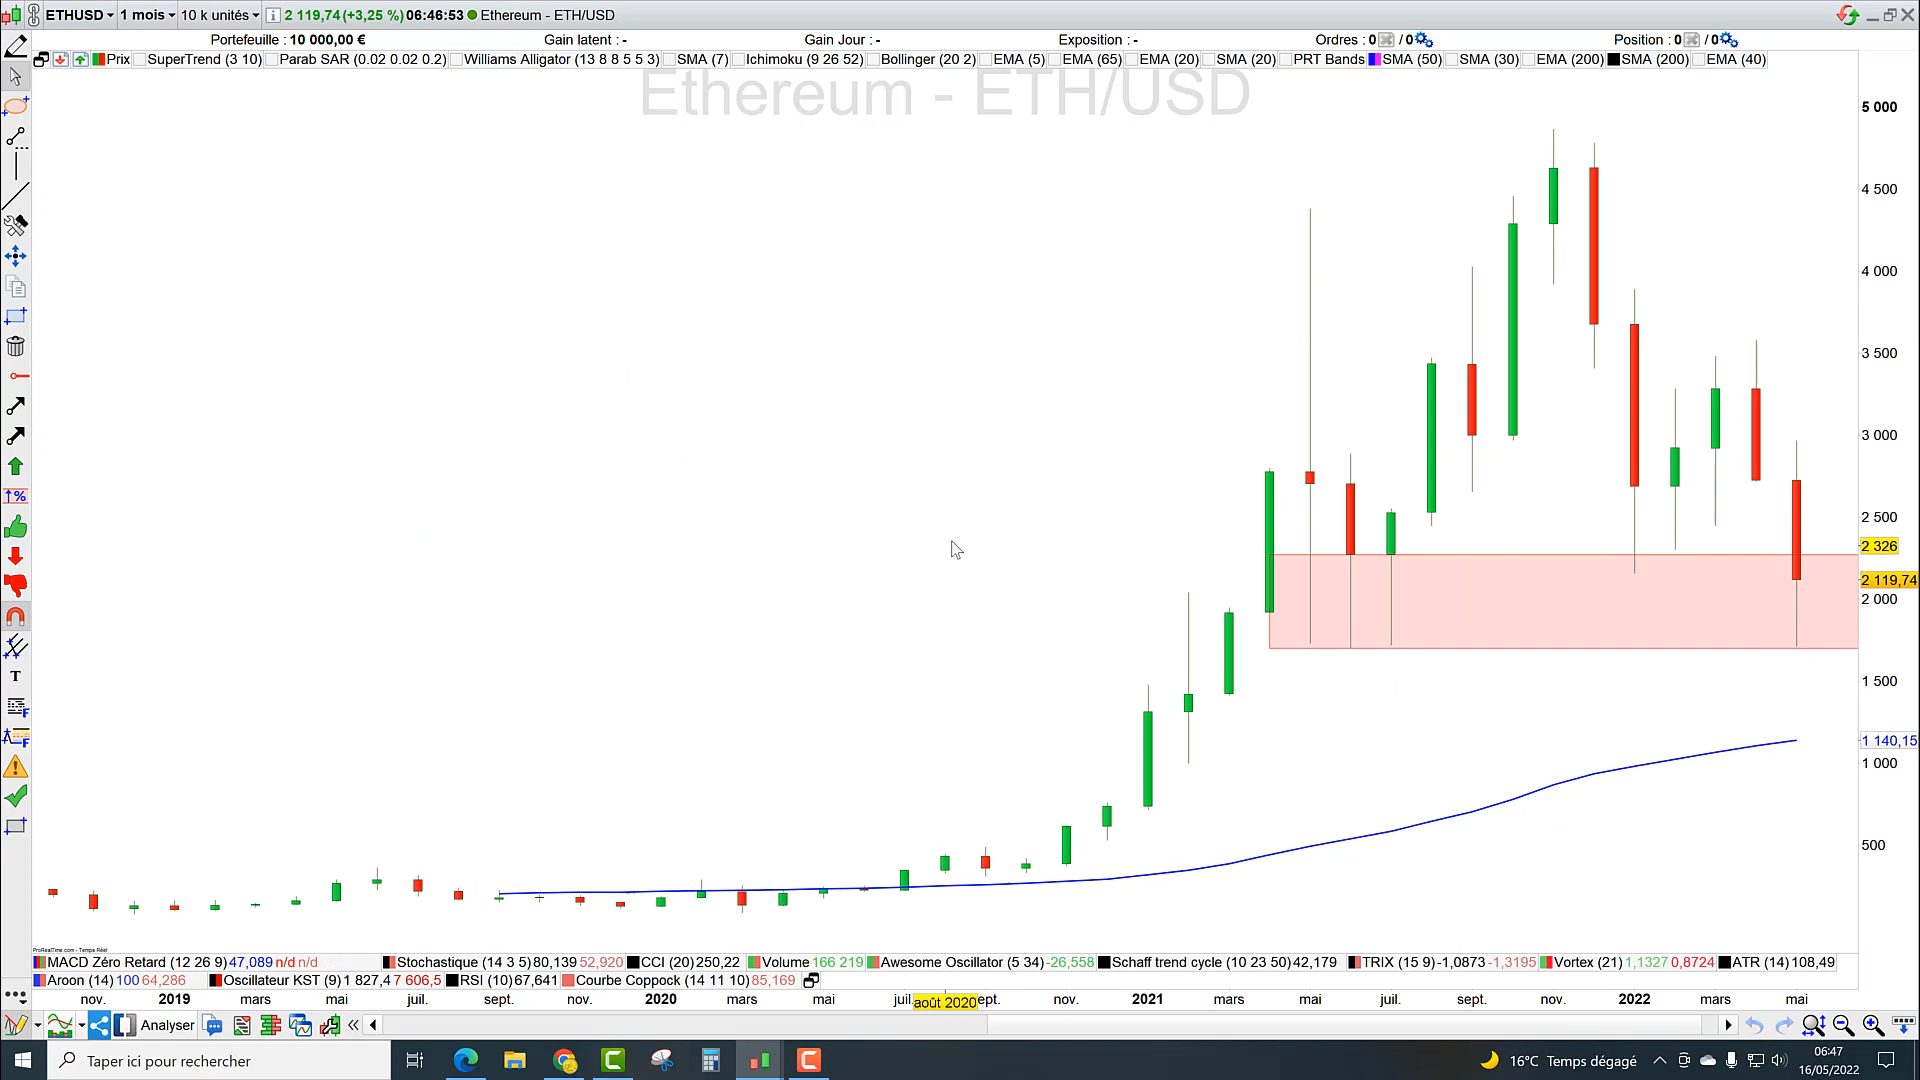 ETHUSD 1 mois 10 k unités 2 119,74 (+3,25 %) 06:46:53 Ethereum - ETH/USD
Portefeuille : 10 000,00 € Gain latent : - Gain Jour : - Exposition : - Ordres : 0 / 0 Position : 0 / 0
Prix SuperTrend (3 10) Parab SAR (0.02 0.02 0.2) Williams Alligator (13 8 8 5 5 3) SMA (7) Ichimoku (9 26 52) Bollinger (20 2) EMA (5) EMA (65) EMA (20) SMA (20) PRT Bands SMA (50) SMA (30) EMA (200) SMA (200) EMA (40)
Ethereum - ETH/USD
5 000
4 500
4 000
3 500
3 000
2 500
2 326
2 119,74
2 000
1 500
1 140,15
1 000
500
ProRealTime.com - Temps Réel
MACD Zéro Retard (12 26 9) 47,089 n/d n/d Stochastique (14 3 5) 80,139 52,920 CCI (20) 250,22 Volume 166 219 Awesome Oscillator (5 34) -26,558 Schaff trend cycle (10 23 50) 42,179 TRIX (15 9) -1,0873 -1,3195 Vortex (21) 1,1327 0,8724 ATR (14) 108,49
Aroon (14) 100 64,286 Oscillateur KST (9) 1 827,4 7 606,5 RSI (10) 67,641 Courbe Coppock (14 11 10) 85,169
nov. 2019 mars mai juil. sept. nov. 2020 mars mai juil août 2020 ept. nov. 2021 mars mai juil. sept. nov. 2022 mars mai
Analyser
Taper ici pour rechercher 16°C Temps dégagé 06:47
16/05/2022